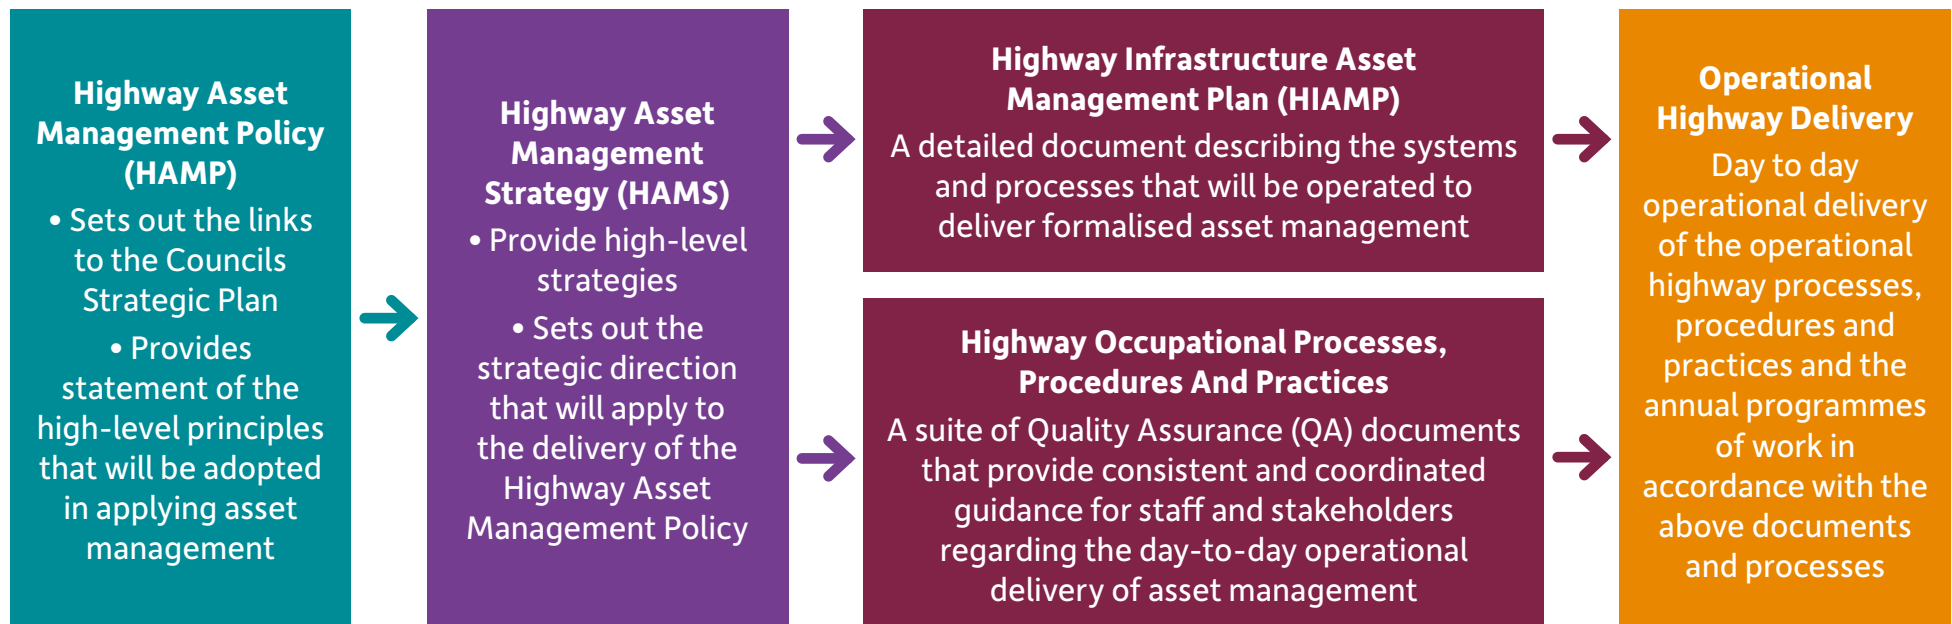 Highway Asset
Management Policy
(HAMP)
• Sets out the links
to the Councils
Strategic Plan
• Provides
statement of the
high-level principles
that will be adopted
in applying asset
management
Highway Asset
Management
Strategy (HAMS)
• Provide high-level
strategies
• Sets out the
strategic direction
that will apply to
the delivery of the
Highway Asset
Management Policy
Highway Infrastructure Asset
Management Plan (HIAMP)
A detailed document describing the systems
and processes that will be operated to
deliver formalised asset management
Highway Occupational Processes,
Procedures And Practices
A suite of Quality Assurance (QA) documents
that provide consistent and coordinated
guidance for staff and stakeholders
regarding the day-to-day operational
delivery of asset management
Operational
Highway Delivery
Day to day
operational delivery
of the operational
highway processes,
procedures and
practices and the
annual programmes
of work in
accordance with the
above documents
and processes